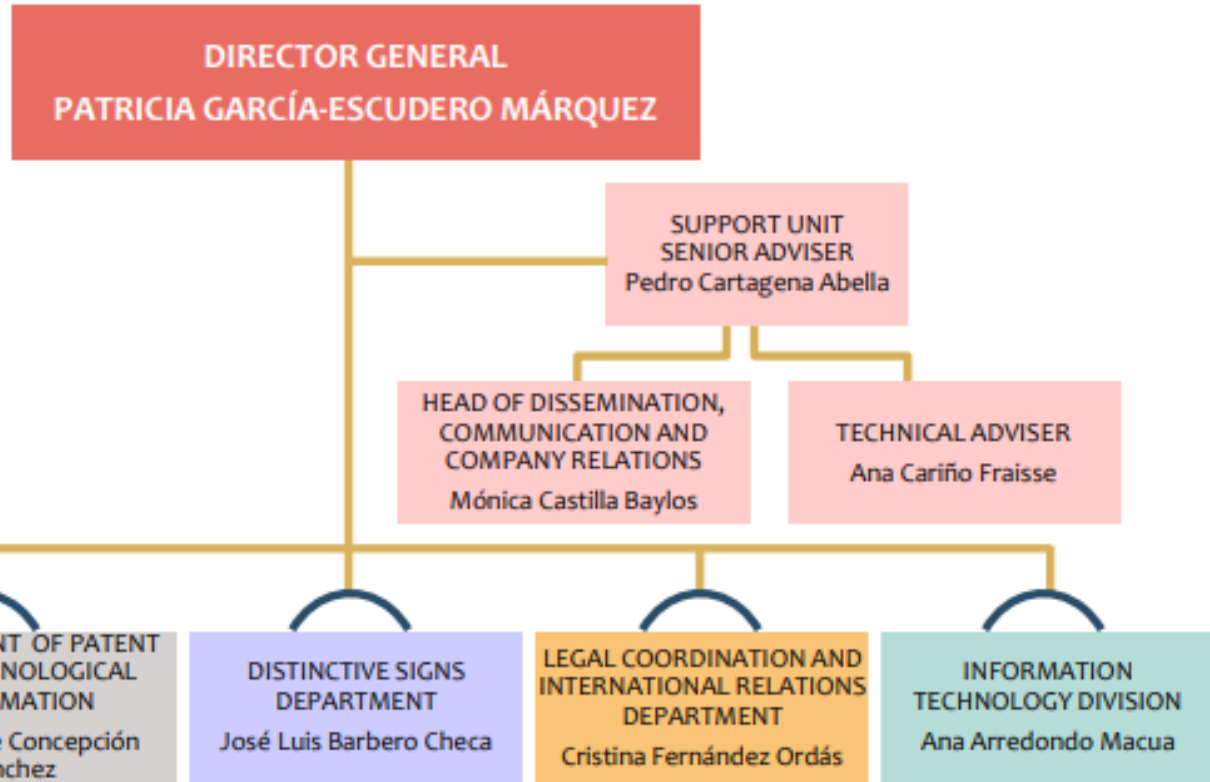 DIRECTOR GENERAL
PATRICIA GARCÍA-ESCUDERO MÁRQUEZ
SUPPORT UNIT
SENIOR ADVISER
Pedro Cartagena Abella
HEAD OF DISSEMINATION,
COMMUNICATION AND
COMPANY RELATIONS
Mónica Castilla Baylos
TECHNICAL ADVISER
Ana Cariño Fraisse
OF PATENT
Concepción
DISTINCTIVE SIGNS
DEPARTMENT
José Luis Barbero Checa
LEGAL COORDINATION AND
INTERNATIONAL RELATIONS
DEPARTMENT
Cristina Fernández Ordás
INFORMATION
TECHNOLOGY DIVISION
Ana Arredondo Macua